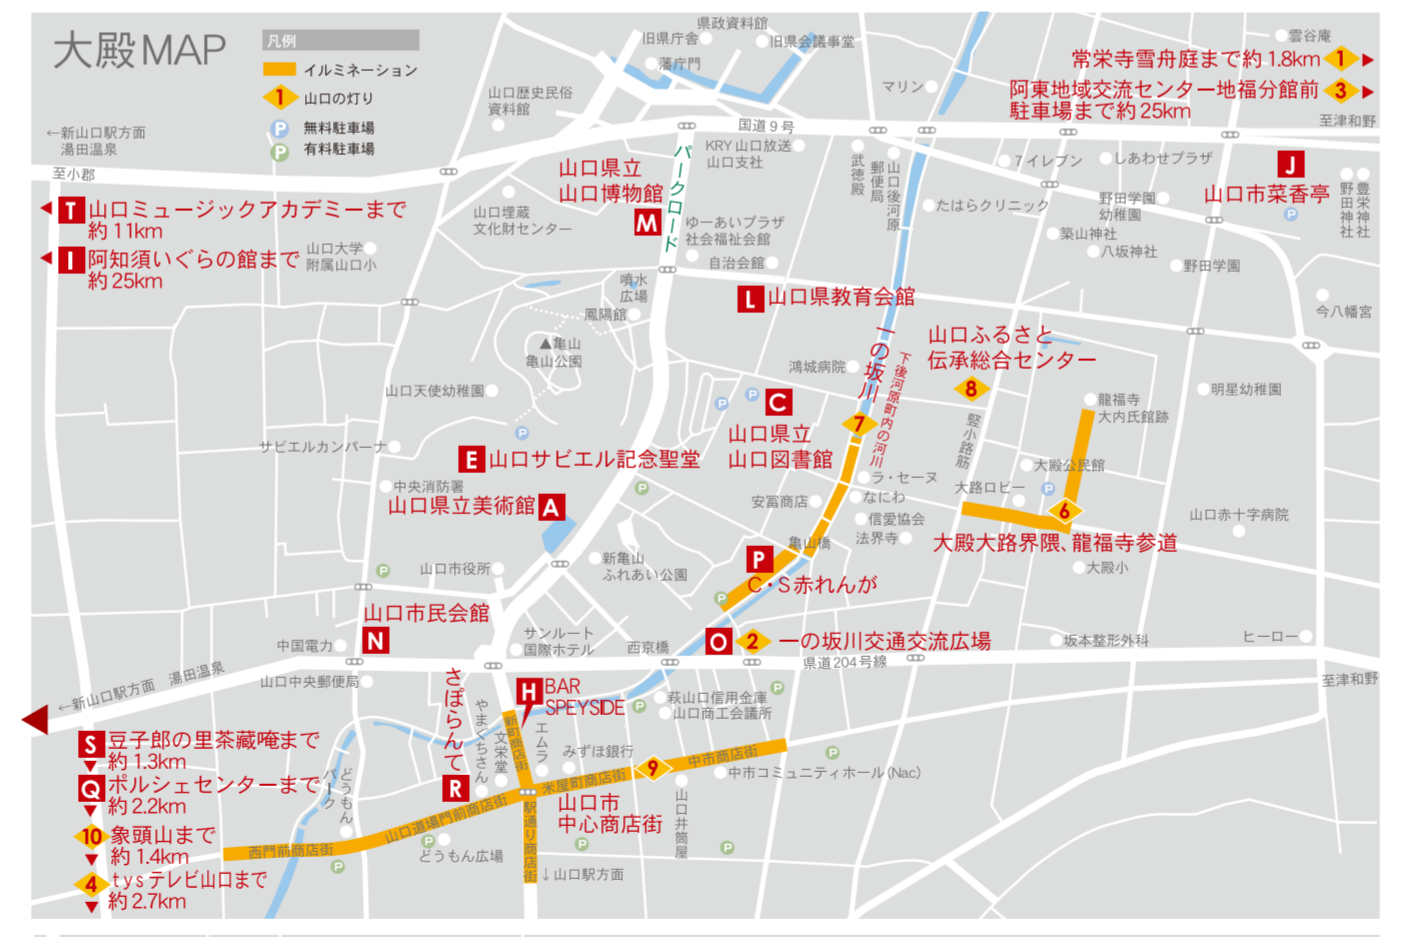 大殿MAP
凡例
イルミネーション
1 山口の灯り
P 無料駐車場
P 有料駐車場
←新山口駅方面
湯田温泉
至小郡
T 山口ミュージックアカデミーまで
約11km
I 阿知須いぐらの館まで
約25km
山口大学
附属山口小
県政資料館
旧県庁舎
旧県会議事堂
藩庁門
山口歴史民俗
資料館
国道9号
KRY山口放送
山口支社
パークロード
山口県立
山口博物館
M
山口埋蔵
文化財センター
ゆーあいプラザ
社会福祉会館
自治会館
噴水
広場
鳳陽館
▲亀山
亀山公園
L 山口県教育会館
マリン
武徳殿
郵便局
山口後河原
たはらクリニック
雲谷庵
常栄寺雪舟庭まで約1.8km 1
阿東地域交流センター地福分館前
駐車場まで約25km
3
至津和野
7イレブン
しあわせプラザ
J
山口市菜香亭
P
野田学園
幼稚園
築山神社
八坂神社
野田学園
野田神社
豊栄神社
今八幡宮
一の坂川
下後河原町内の河川
山口ふるさと
伝承総合センター
8
鴻城病院
龍福寺
大内氏館跡
明星幼稚園
竪小路筋
大殿公民館
大路ロビー
P
6
山口赤十字病院
大殿大路界隈、龍福寺参道
大殿小
山口天使幼稚園
サビエルカンパーナ
P
E 山口サビエル記念聖堂
中央消防署
山口県立美術館 A
P
P
P
C
山口県立
山口図書館
7
ラ・セーヌ
なにわ
安冨商店
信愛協会
法界寺
亀山橋
P
C・S赤れんが
P
新亀山
ふれあい公園
山口市役所
P
山口市民会館
N
中国電力
サンルート
国際ホテル
西京橋
O 2 一の坂川交通交流広場
県道204号線
坂本整形外科
ヒーロー
至津和野
←新山口駅方面 湯田温泉
山口中央郵便局
さぽらんて
R
H BAR
SPEYSIDE
やまぐちさん
文栄堂
新町商店街
エムラ
みずほ銀行
萩山口信用金庫
山口商工会議所
P
P
P
米屋町商店街
9
中市商店街
中市コミュニティホール(Nac)
山口市
中心商店街
P
P
山口井筒屋
駅通り商店街
↓山口駅方面
山口道場門前商店街
西門前商店街
P
P
どうもん広場
どうもん
パーク
S 豆子郎の里茶藏庵まで
約1.3km
Q ポルシェセンターまで
約2.2km
10 象頭山まで
約1.4km
4 tysテレビ山口まで
約2.7km